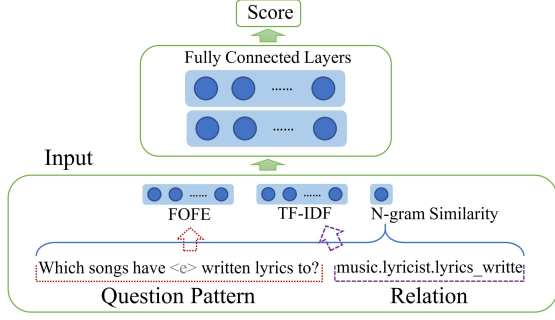 Score
Fully Connected Layers
......
......
Input
......
......
FOFE
TF-IDF
N-gram Similarity
Which songs have <e> written lyrics to?
music.lyricist.lyrics_writte
Question Pattern
Relation